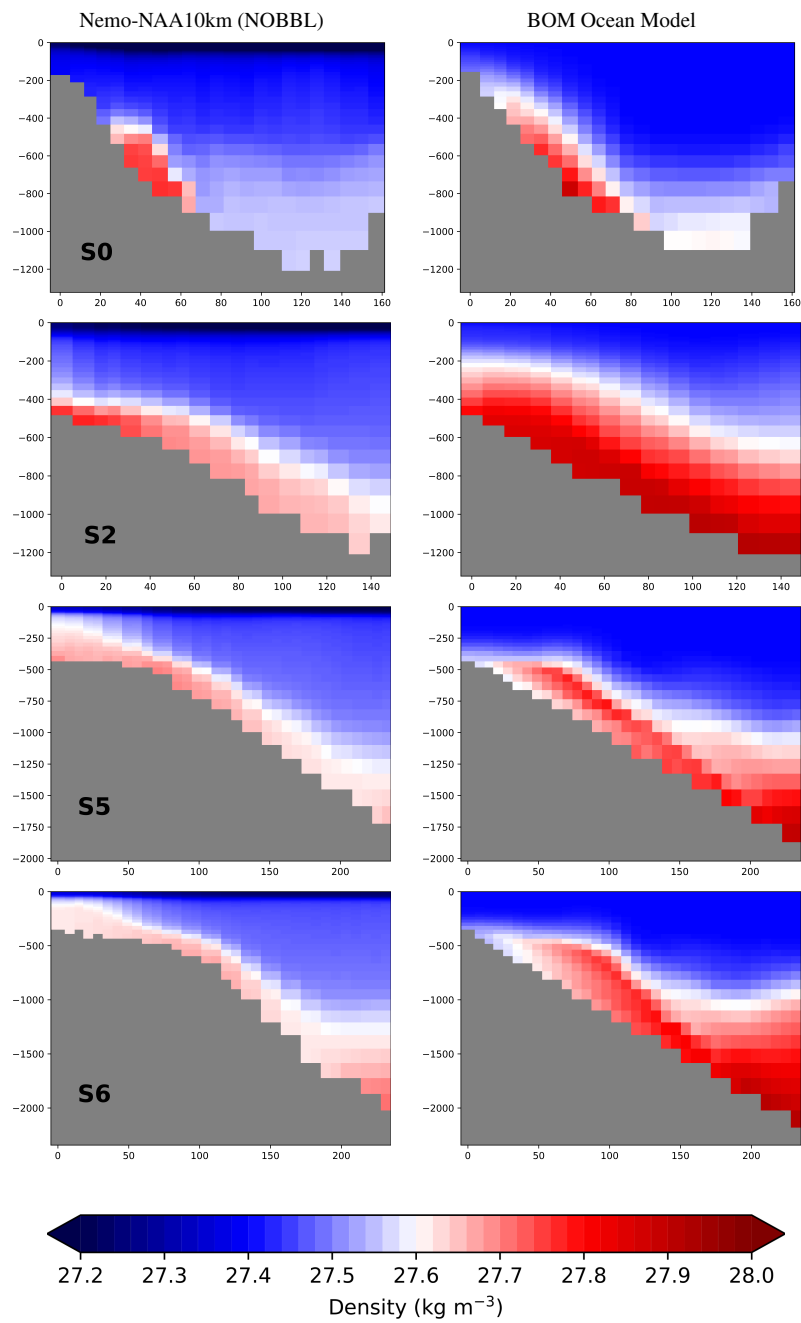 Nemo-NAA10km (NOBBL) BOM Ocean Model
0 0
−200 −200
−400 −400
−600 −600
−800 −800
−1000 −1000
−1200 −1200
S0
0 20 40 60 80 100 120 140 160 0 20 40 60 80 100 120 140 160
0 0
−200 −200
−400 −400
−600 −600
−800 −800
−1000 −1000
−1200 −1200
S2
0 20 40 60 80 100 120 140 0 20 40 60 80 100 120 140
0 0
−250 −250
−500 −500
−750 −750
−1000 −1000
−1250 −1250
−1500 −1500
−1750 −1750
−2000 −2000
S5
0 50 100 150 200 0 50 100 150 200
0 0
−500 −500
−1000 −1000
−1500 −1500
−2000 −2000
S6
0 50 100 150 200 0 50 100 150 200
27.2 27.3 27.4 27.5 27.6 27.7 27.8 27.9 28.0
Density (kg m⁻³)